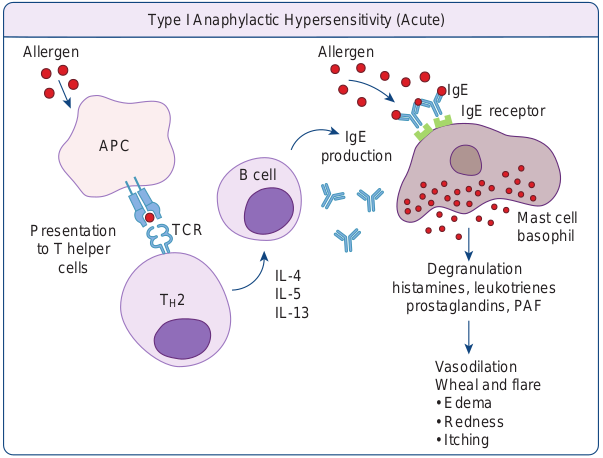 Type I Anaphylactic Hypersensitivity (Acute)
Allergen
APC
Presentation
to T helper
cells
TCR
TH2
IL-4
IL-5
IL-13
B cell
IgE
production
Allergen
IgE
IgE receptor
Mast cell
basophil
Degranulation
histamines, leukotrienes
prostaglandins, PAF
Vasodilation
Wheal and flare
• Edema
• Redness
• Itching